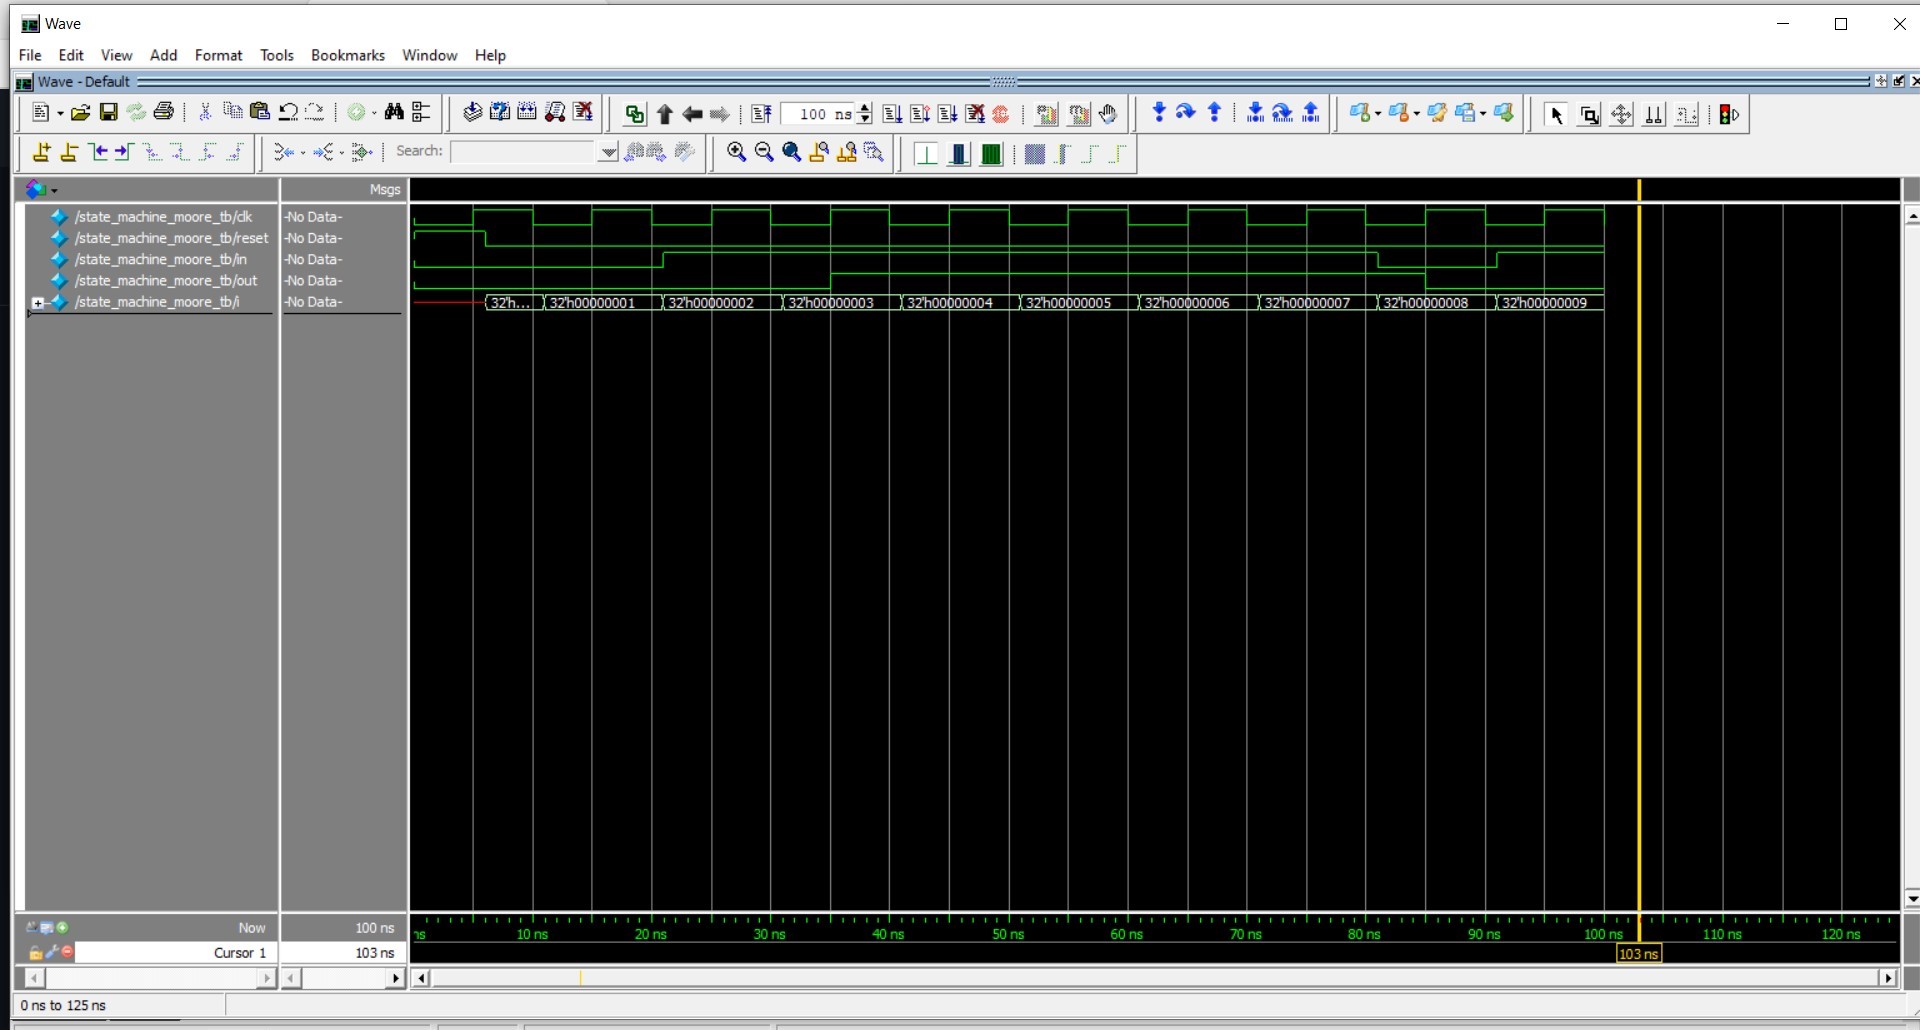 Wave
File Edit View Add Format Tools Bookmarks Window Help
Wave - Default
100 ns
Search:
Msgs
/state_machine_moore_tb/clk -No Data-
/state_machine_moore_tb/reset -No Data-
/state_machine_moore_tb/in -No Data-
/state_machine_moore_tb/out -No Data-
/state_machine_moore_tb/i -No Data- 32'h... 32'h00000001 32'h00000002 32'h00000003 32'h00000004 32'h00000005 32'h00000006 32'h00000007 32'h00000008 32'h00000009
Now 100 ns ns 10 ns 20 ns 30 ns 40 ns 50 ns 60 ns 70 ns 80 ns 90 ns 100 ns 110 ns 120 ns
Cursor 1 103 ns 103 ns
0 ns to 125 ns